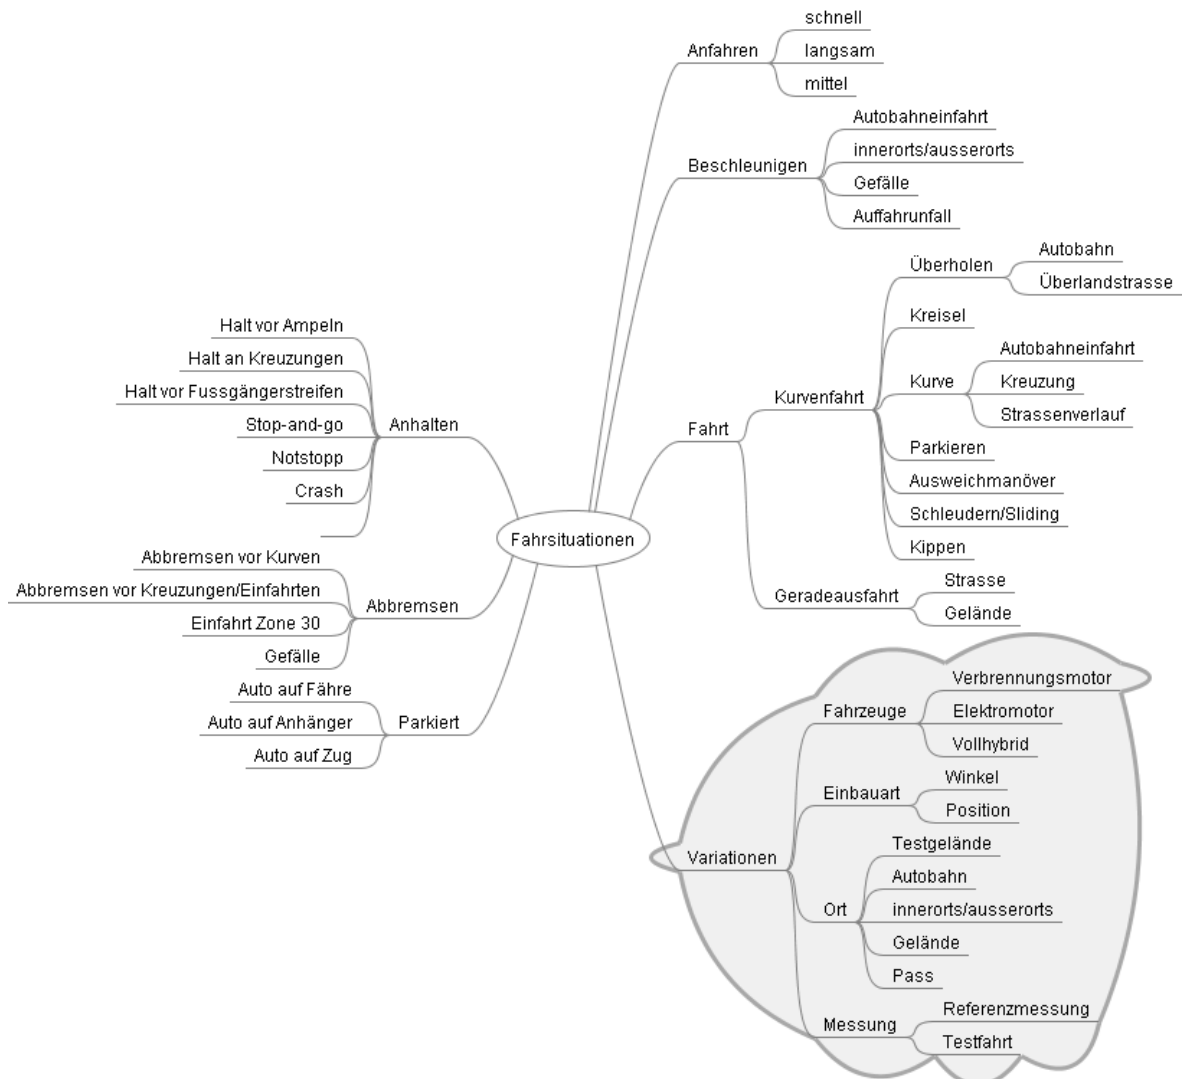 Fahrsituationen
Anfahren
schnell
langsam
mittel
Beschleunigen
Autobahneinfahrt
innerorts/ausserorts
Gefälle
Auffahrunfall
Fahrt
Kurvenfahrt
Überholen
Autobahn
Überlandstrasse
Kreisel
Kurve
Autobahneinfahrt
Kreuzung
Strassenverlauf
Parkieren
Ausweichmanöver
Schleudern/Sliding
Kippen
Geradeausfahrt
Strasse
Gelände
Variationen
Fahrzeuge
Verbrennungsmotor
Elektromotor
Vollhybrid
Einbauart
Winkel
Position
Ort
Testgelände
Autobahn
innerorts/ausserorts
Gelände
Pass
Messung
Referenzmessung
Testfahrt
Anhalten
Halt vor Ampeln
Halt an Kreuzungen
Halt vor Fussgängerstreifen
Stop-and-go
Notstopp
Crash
Abbremsen
Abbremsen vor Kurven
Abbremsen vor Kreuzungen/Einfahrten
Einfahrt Zone 30
Gefälle
Parkiert
Auto auf Fähre
Auto auf Anhänger
Auto auf Zug